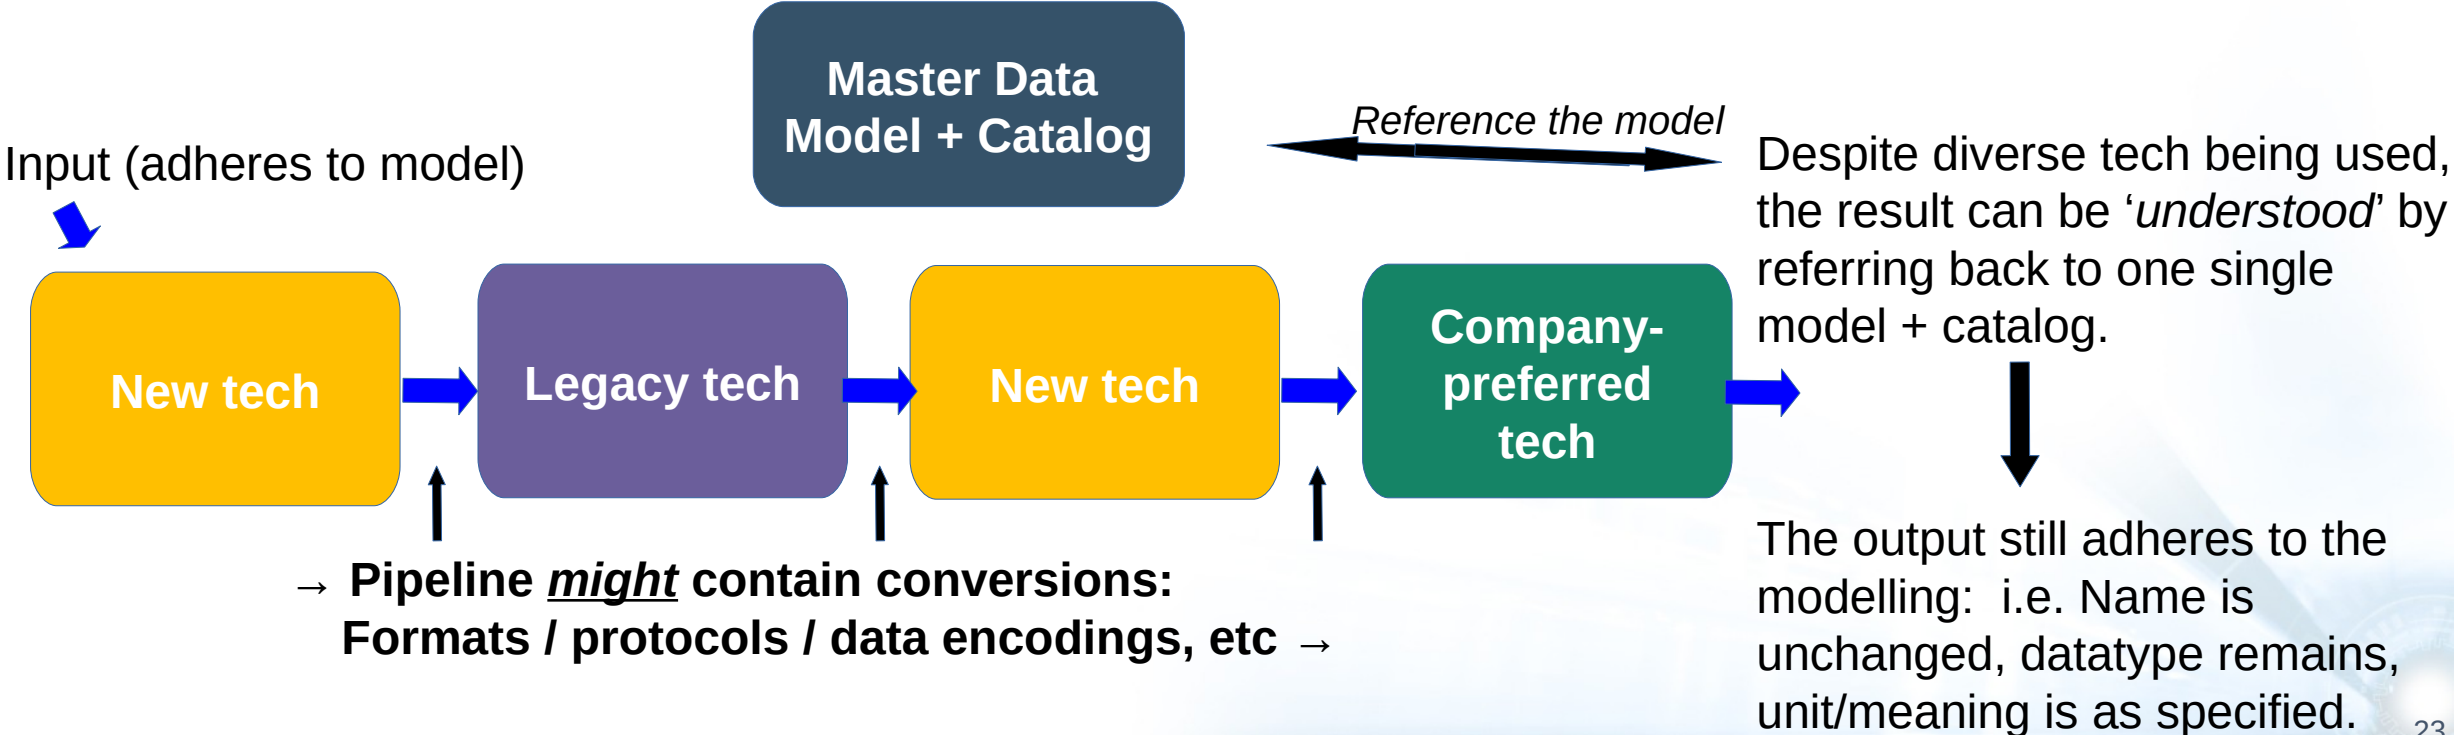 Master Data
Model + Catalog
Reference the model
Input (adheres to model)
Despite diverse tech being used,
the result can be ‘understood’ by
referring back to one single
model + catalog.
New tech
Legacy tech
New tech
Company-
preferred
tech
→ Pipeline might contain conversions:
Formats / protocols / data encodings, etc →
The output still adheres to the
modelling:  i.e. Name is
unchanged, datatype remains,
unit/meaning is as specified.
23